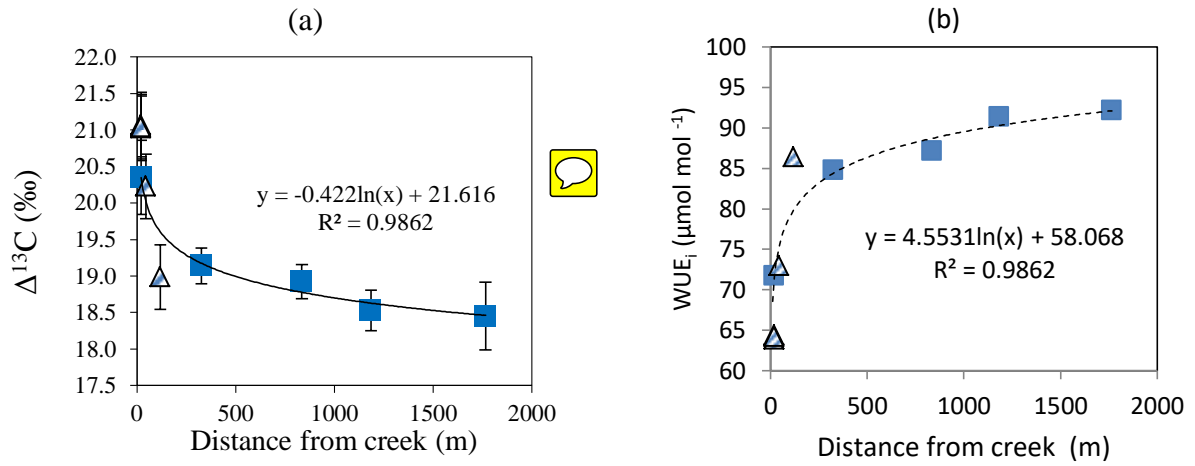 (a)
22.0
21.5
21.0
20.5
20.0
19.5
19.0
18.5
18.0
17.5
Δ¹³C (‰)
y = -0.422ln(x) + 21.616
R² = 0.9862
0 500 1000 1500 2000
Distance from creek (m)
(b)
100
95
90
85
80
75
70
65
60
WUEᵢ (µmol mol ⁻¹)
y = 4.5531ln(x) + 58.068
R² = 0.9862
0 500 1000 1500 2000
Distance from creek (m)